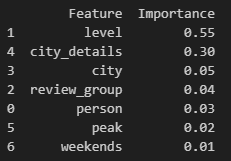 Feature Importance
1 level 0.55
4 city_details 0.30
3 city 0.05
2 review_group 0.04
0 person 0.03
5 peak 0.02
6 weekends 0.01